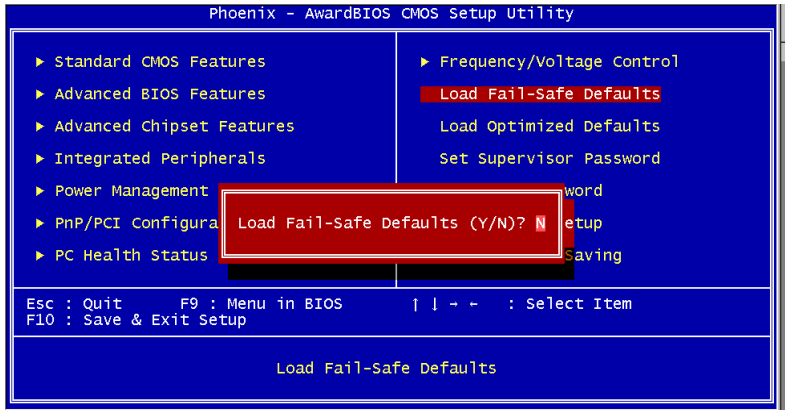 Phoenix - AwardBIOS CMOS Setup Utility
▶ Standard CMOS Features
▶ Advanced BIOS Features
▶ Advanced Chipset Features
▶ Integrated Peripherals
▶ Power Management
▶ PnP/PCI Configura
▶ PC Health Status
▶ Frequency/Voltage Control
Load Fail-Safe Defaults
Load Optimized Defaults
Set Supervisor Password
word
etup
Saving
Load Fail-Safe Defaults (Y/N)? N
Esc : Quit F9 : Menu in BIOS ↑ ↓ → ← : Select Item
F10 : Save & Exit Setup
Load Fail-Safe Defaults